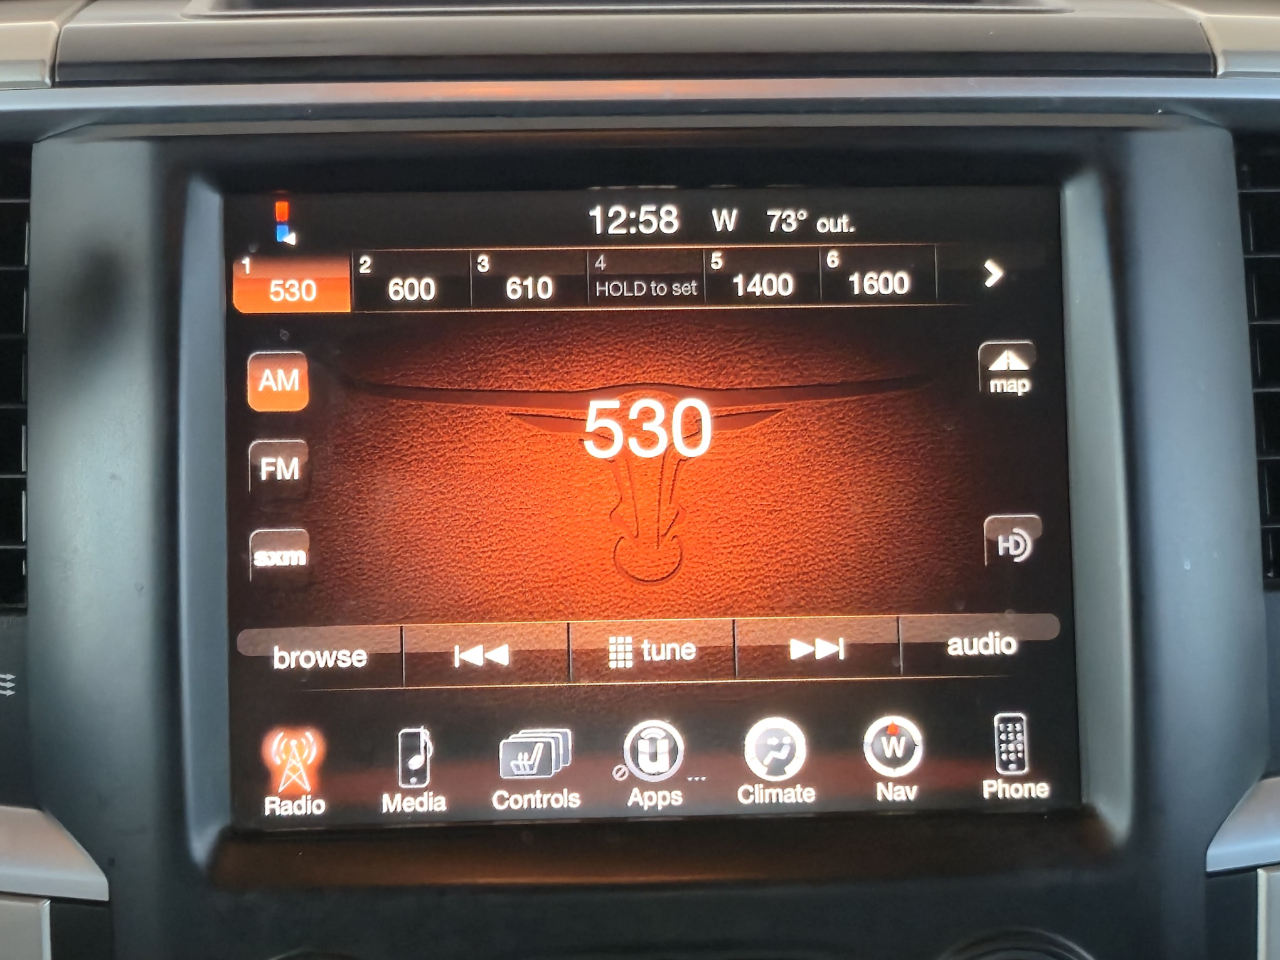 12:58 W 73° out.
1 530
2 600
3 610
4 HOLD to set
5 1400
6 1600
AM
map
530
FM
sxm
HD
browse
tune
audio
W
Radio
Media
Controls
Apps
Climate
Nav
Phone